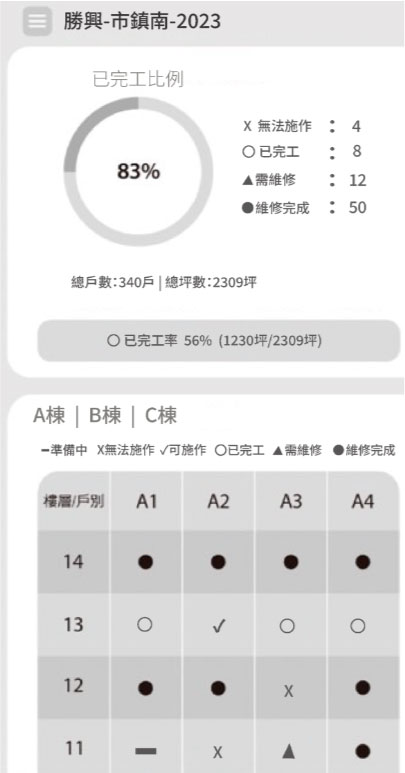 勝興-市鎮南-2023
已完工比例
83%
X 無法施作 : 4
○已完工 : 8
▲需維修 : 12
●維修完成 : 50
總戶數:340戶 | 總坪數:2309坪
○ 已完工率 56% (1230坪/2309坪)
A棟 | B棟 | C棟
━準備中 X無法施作 ✓可施作 ○已完工 ▲需維修 ●維修完成
樓層/戶別 A1 A2 A3 A4
14 ● ● ● ●
13 ○ ✓ ○ ○
12 ● ● X ●
11 ━ X ▲ ●